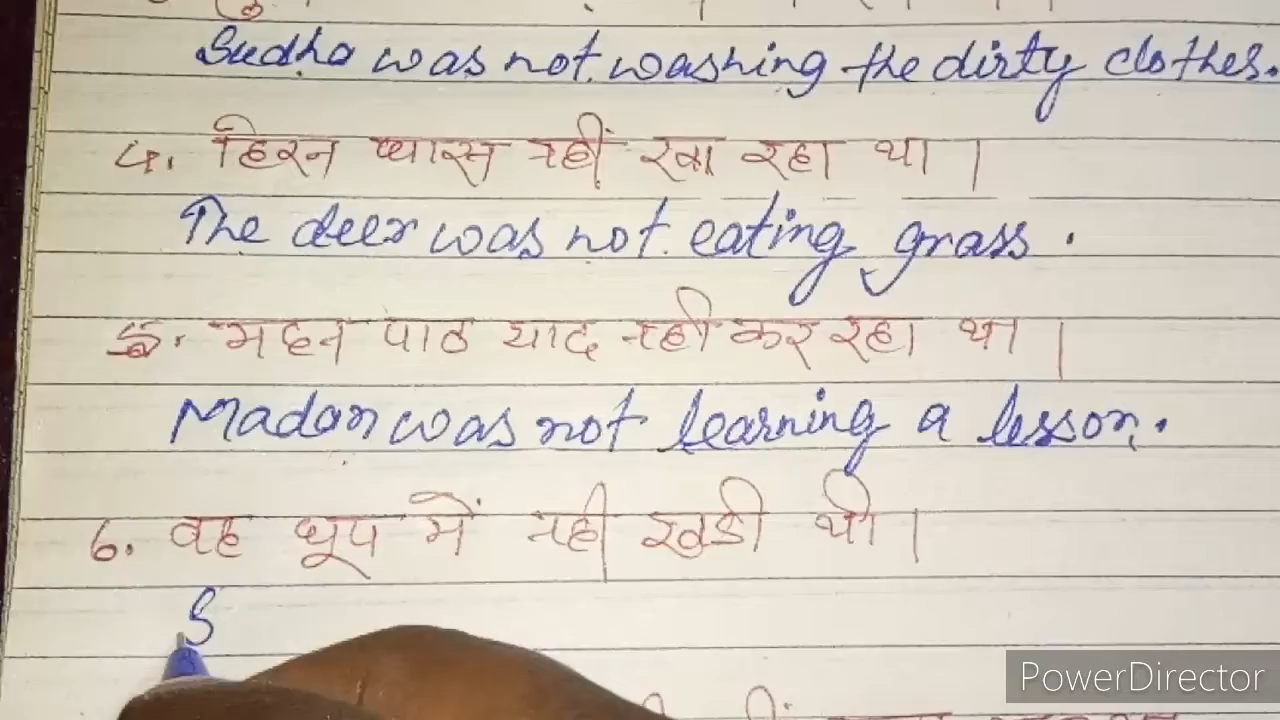 Sudha was not washing the dirty clothes.
4. हिरन घास नहीं खा रहा था ।
The deer was not eating grass.
5. मदन पाठ याद नही कर रहा था ।
Madan was not learning a lesson.
6. वह धूप में नही खडी थी ।
S
PowerDirector